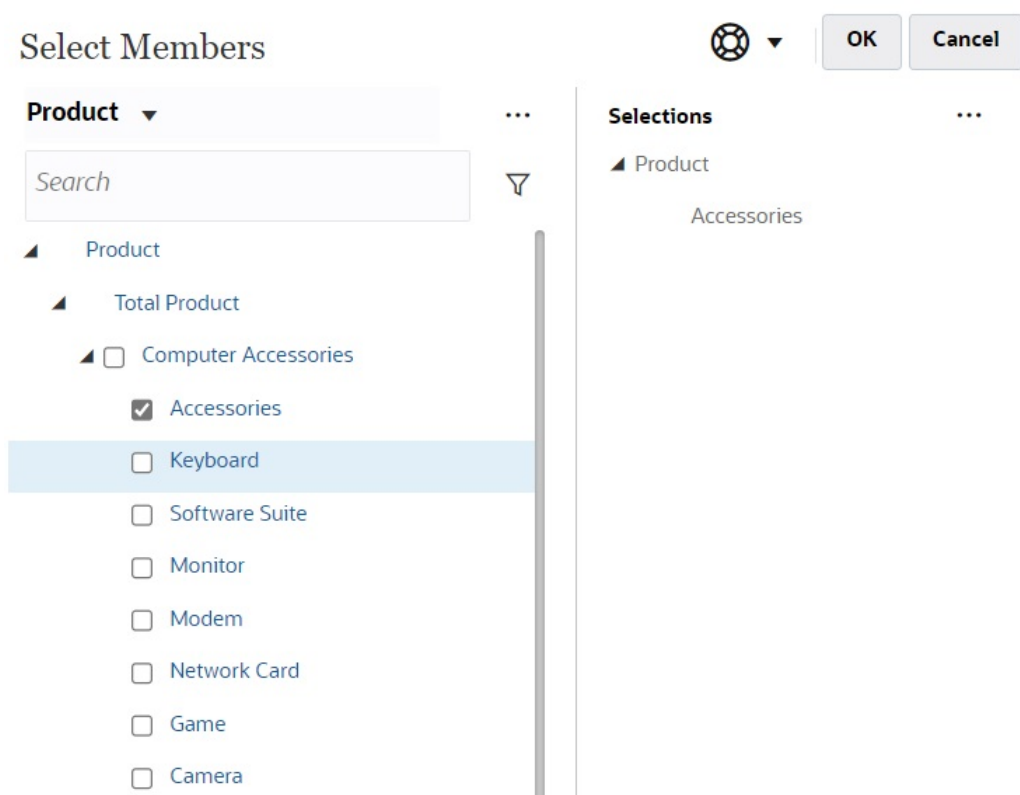 Select Members
OK
Cancel
Product
Search
Product
Total Product
Computer Accessories
Accessories
Keyboard
Software Suite
Monitor
Modem
Network Card
Game
Camera
Selections
Product
Accessories